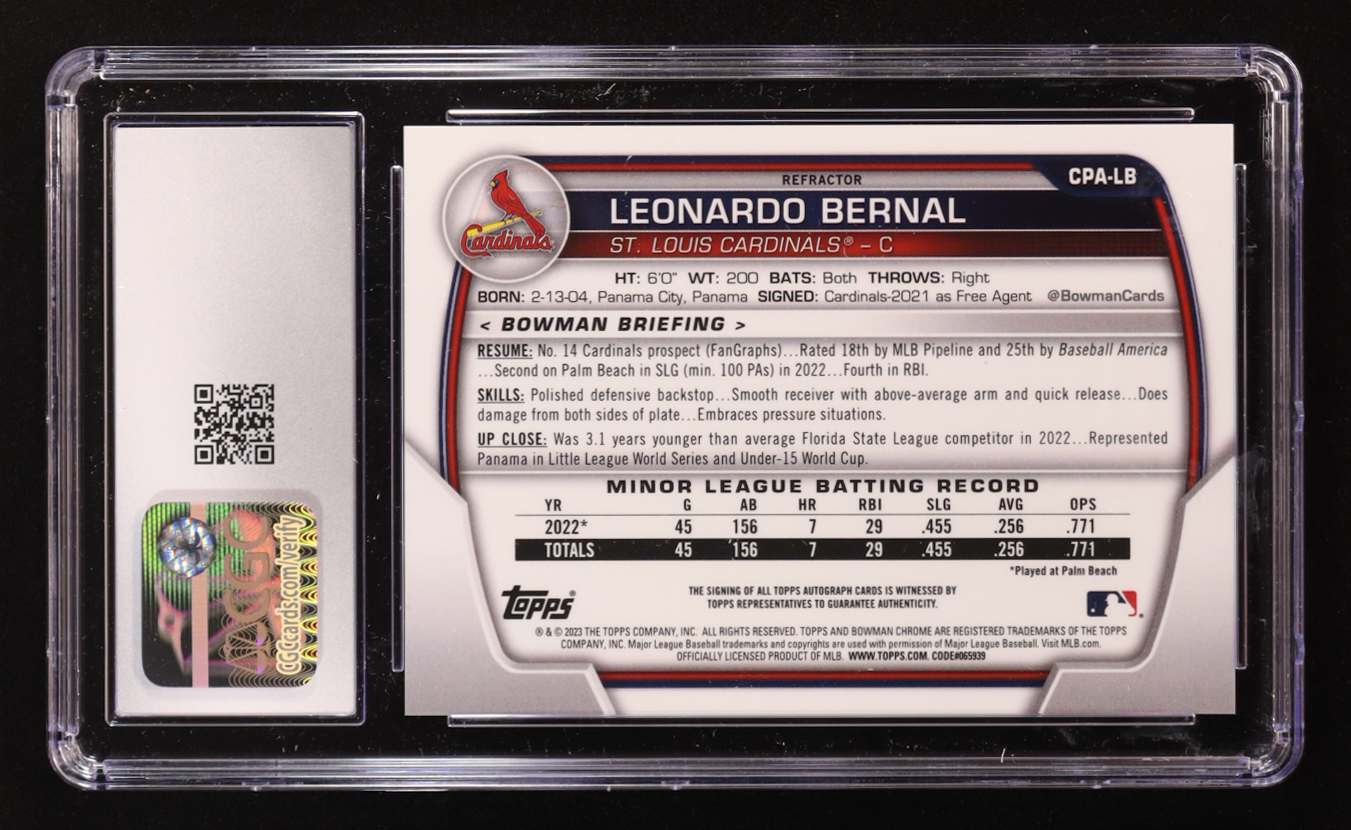 REFRACTOR
CPA-LB
Cardinals
LEONARDO BERNAL
ST. LOUIS CARDINALS® – C
HT: 6'0" WT: 200 BATS: Both THROWS: Right
BORN: 2-13-04, Panama City, Panama SIGNED: Cardinals-2021 as Free Agent @BowmanCards
< BOWMAN BRIEFING >
RESUME: No. 14 Cardinals prospect (FanGraphs)...Rated 18th by MLB Pipeline and 25th by Baseball America
...Second on Palm Beach in SLG (min. 100 PAs) in 2022...Fourth in RBI.
SKILLS: Polished defensive backstop...Smooth receiver with above-average arm and quick release...Does
damage from both sides of plate...Embraces pressure situations.
UP CLOSE: Was 3.1 years younger than average Florida State League competitor in 2022...Represented
Panama in Little League World Series and Under-15 World Cup.
MINOR LEAGUE BATTING RECORD
YR G AB HR RBI SLG AVG OPS
2022* 45 156 7 29 .455 .256 .771
TOTALS 45 156 7 29 .455 .256 .771
*Played at Palm Beach
topps®
THE SIGNING OF ALL TOPPS AUTOGRAPH CARDS IS WITNESSED BY
TOPPS REPRESENTATIVES TO GUARANTEE AUTHENTICITY.
® & © 2023 THE TOPPS COMPANY, INC. ALL RIGHTS RESERVED. TOPPS AND BOWMAN CHROME ARE REGISTERED TRADEMARKS OF THE TOPPS
COMPANY, INC. Major League Baseball trademarks and copyrights are used with permission of Major League Baseball. Visit MLB.com.
OFFICIALLY LICENSED PRODUCT OF MLB. WWW.TOPPS.COM. CODE#065939
CGC
cGCcards.com/verify